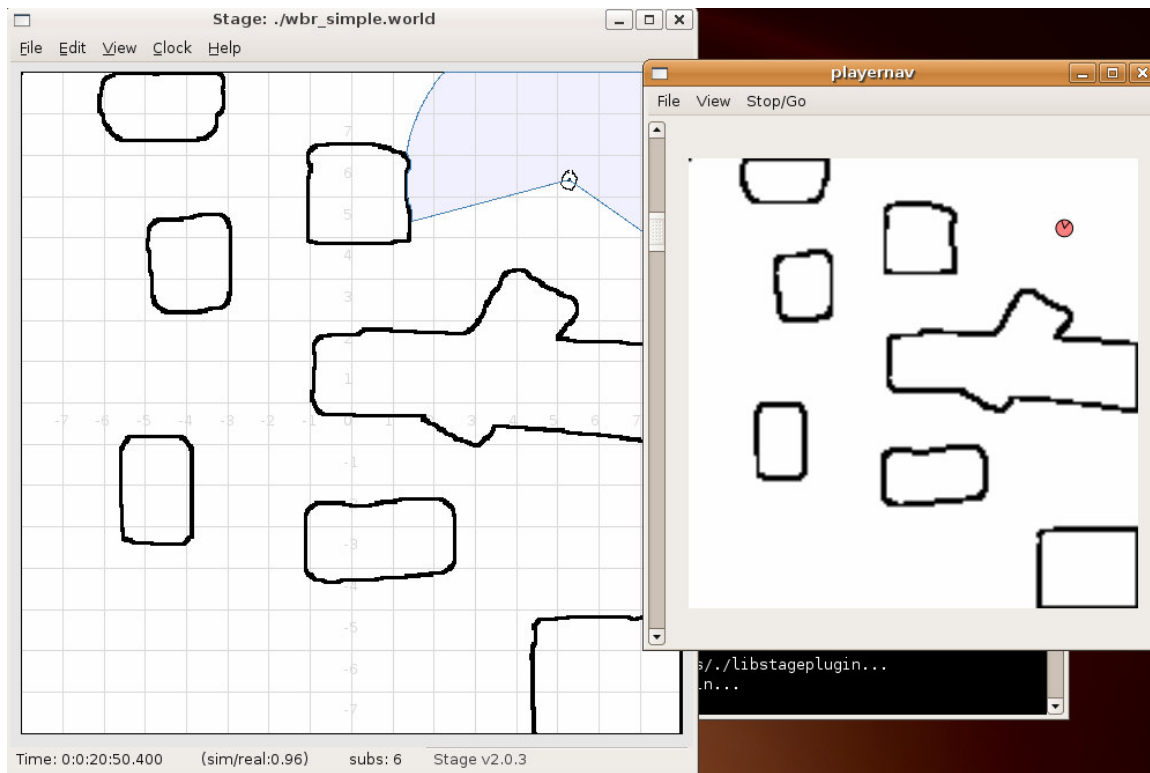 Stage: ./wbr_simple.world
File Edit View Clock Help
7
6
5
4
3
2
1
-7 -6 -5 -4 -3 -2 -1 0 1 2 3 4 5 6 7
-1
-2
-3
-4
-5
-6
-7
Time: 0:0:20:50.400 (sim/real:0.96) subs: 6 Stage v2.0.3
playernav
File View Stop/Go
s/./libstageplugin...
n...